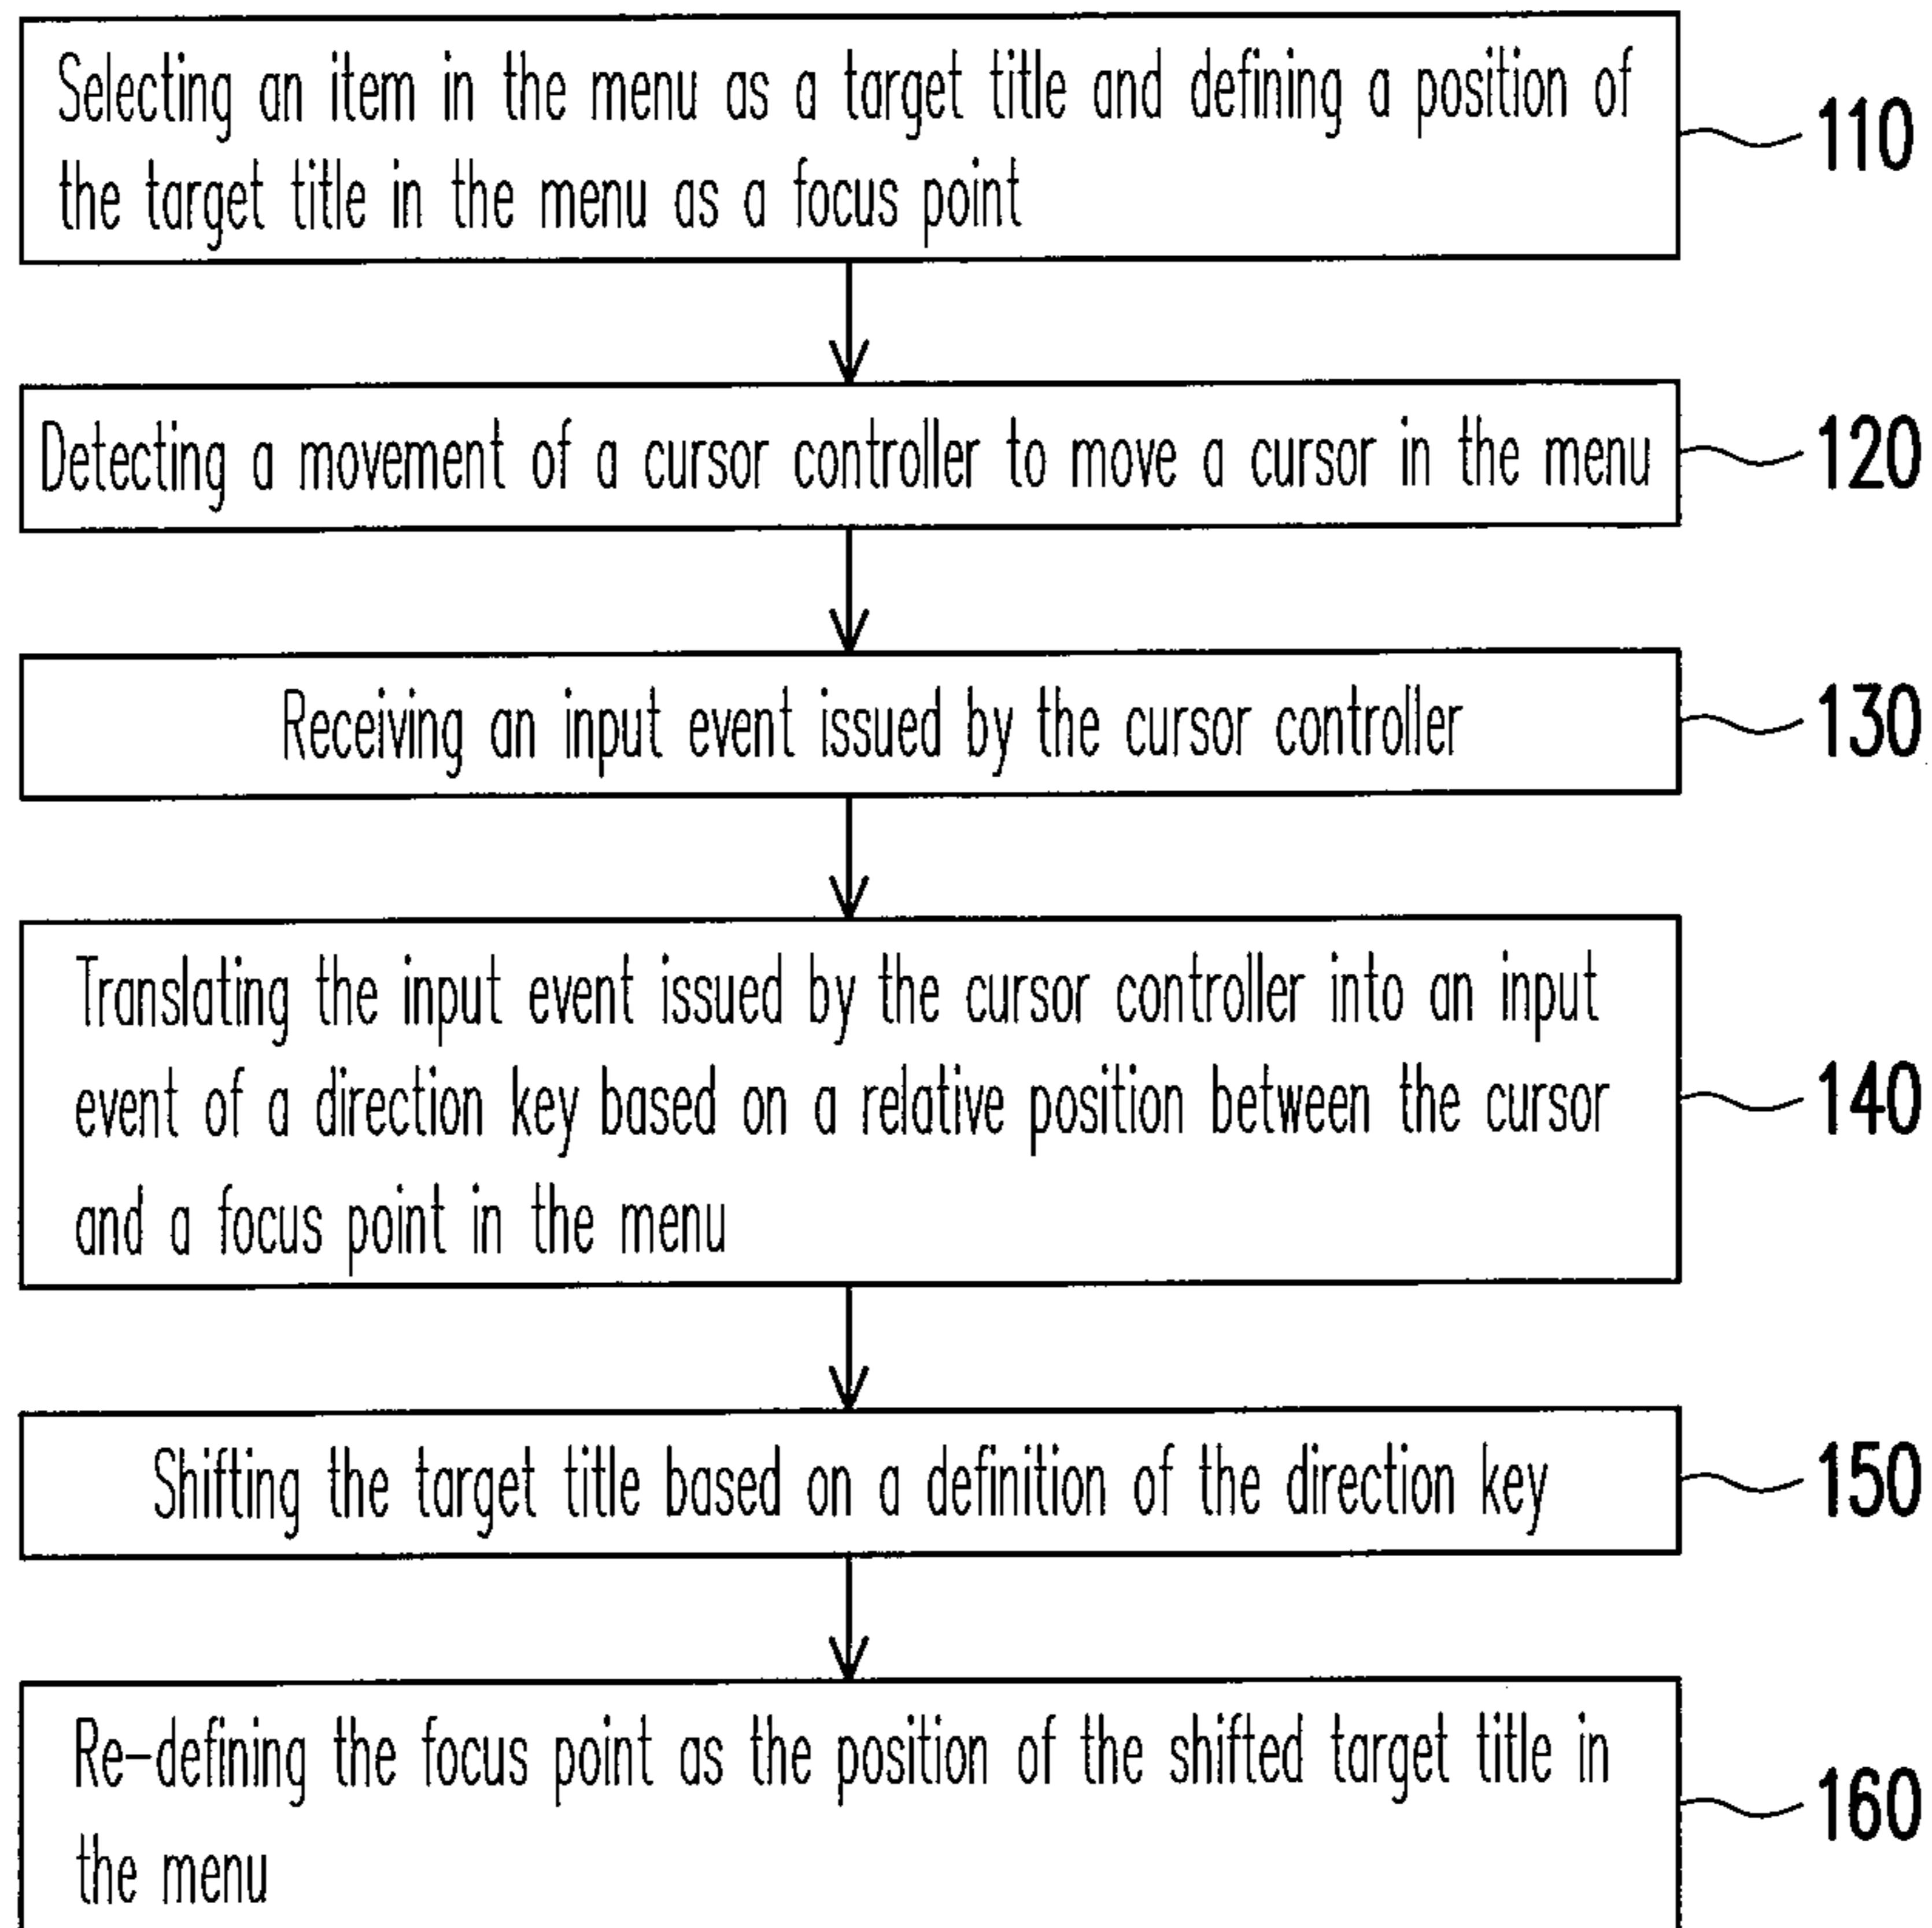 Selecting an item in the menu as a target title and defining a position of
the target title in the menu as a focus point
110
Detecting a movement of a cursor controller to move a cursor in the menu
120
Receiving an input event issued by the cursor controller
130
Translating the input event issued by the cursor controller into an input
event of a direction key based on a relative position between the cursor
and a focus point in the menu
140
Shifting the target title based on a definition of the direction key
150
Re-defining the focus point as the position of the shifted target title in
the menu
160